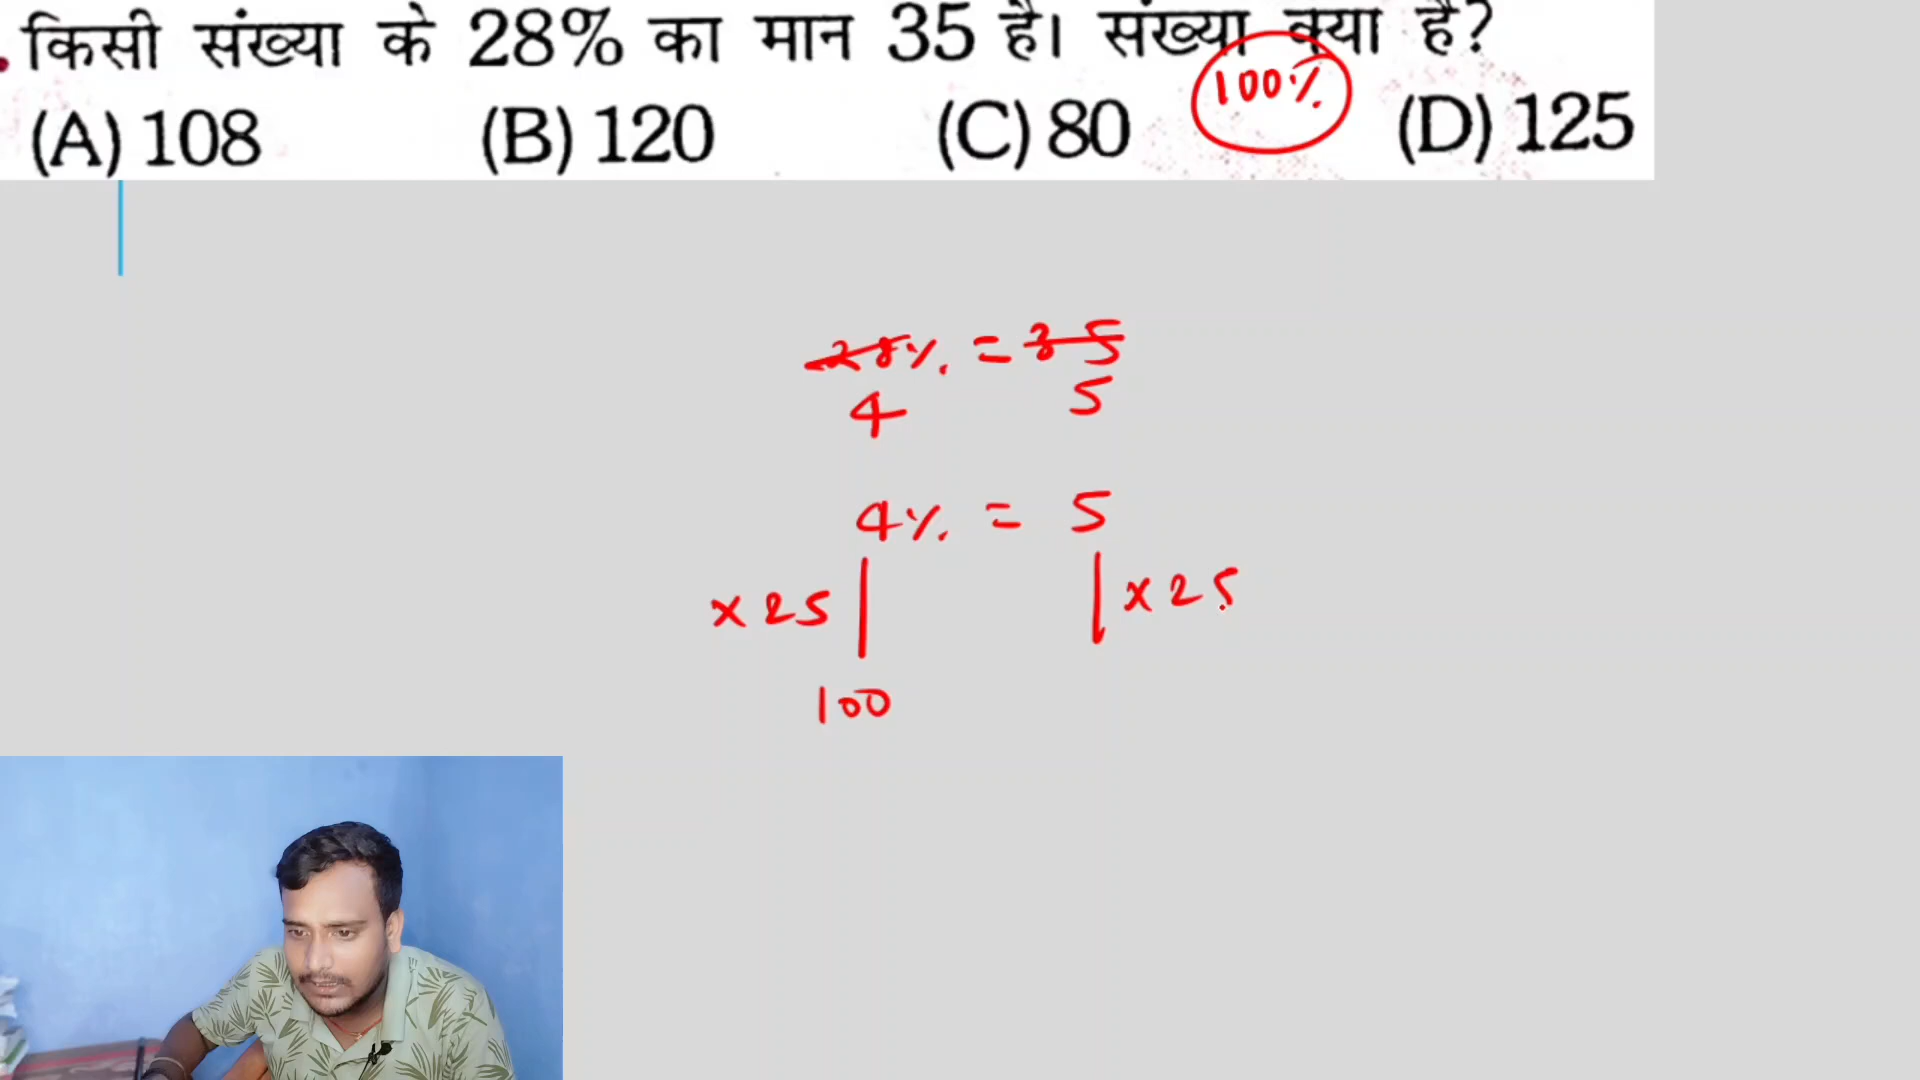 किसी संख्या के 28% का मान 35 है। संख्या क्या है?
100%
(A) 108 (B) 120 (C) 80 (D) 125
28% = 35
4 5
4% = 5
×25 ×25
100